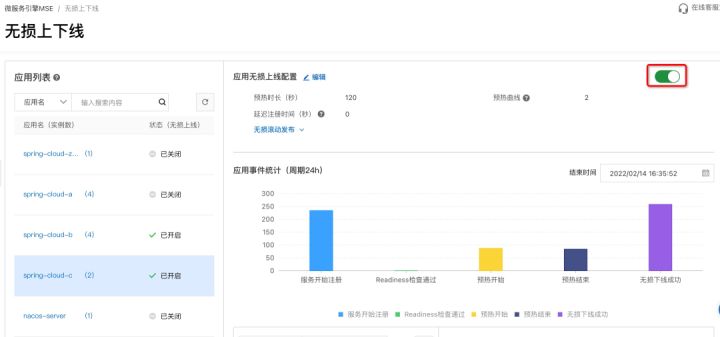 微服务引擎MSE / 无损上下线
在线客服
无损上下线
应用列表
应用名 输入搜索内容
应用名（实例数） 状态（无损上线）
spring-cloud-z... (1) 已关闭
spring-cloud-a (4) 已关闭
spring-cloud-b (4) 已开启
spring-cloud-c (2) 已开启
nacos-server (1) 已关闭
应用无损上线配置 编辑
预热时长（秒） 120 预热曲线 2
延迟注册时间（秒） 0
无损滚动发布
应用事件统计（周期24h） 结束时间 2022/02/14 16:35:52
300
250
200
150
100
50
0
服务开始注册 Readiness检查通过 预热开始 预热结束 无损下线成功
服务开始注册 Readiness检查通过 预热开始 预热结束 无损下线成功